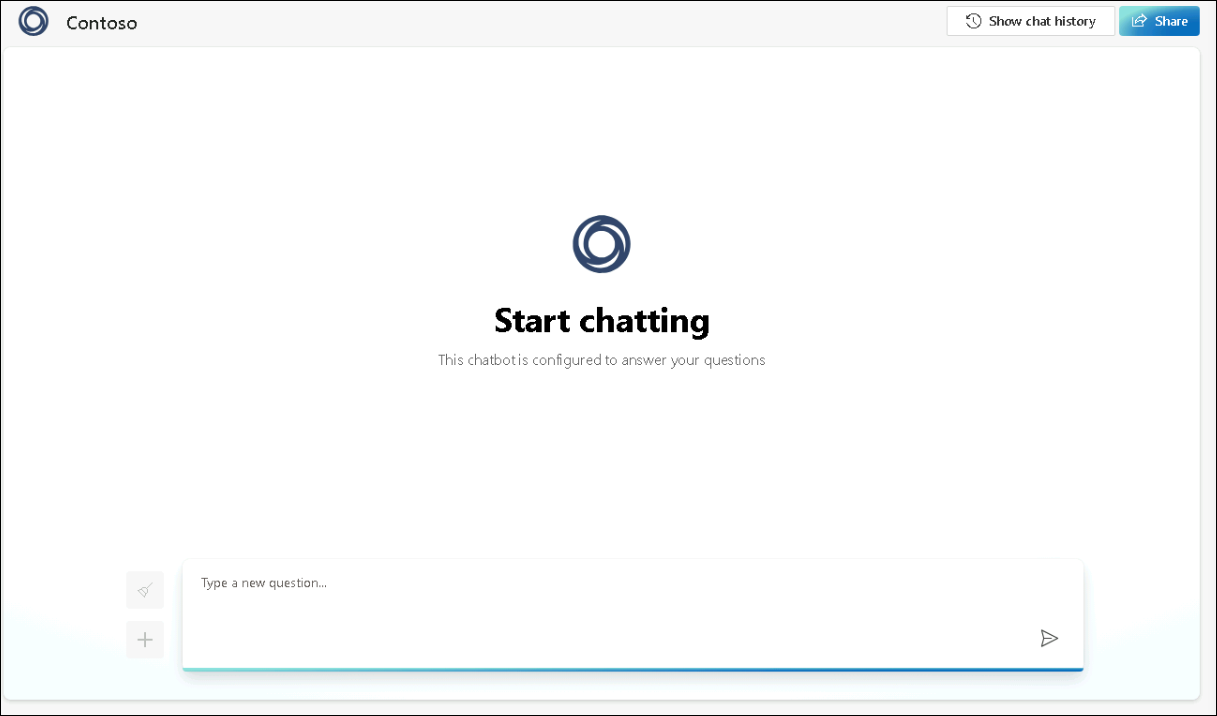 Contoso
Show chat history
Share
Start chatting
This chatbot is configured to answer your questions
Type a new question...